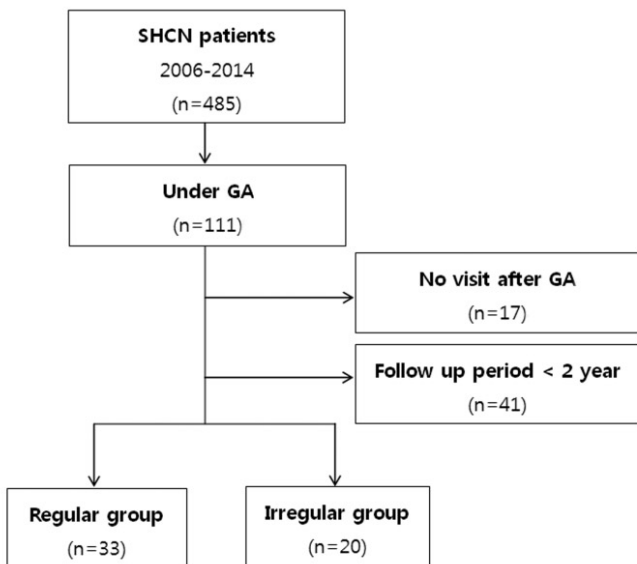 SHCN patients
2006-2014
(n=485)
Under GA
(n=111)
No visit after GA
(n=17)
Follow up period < 2 year
(n=41)
Regular group
(n=33)
Irregular group
(n=20)